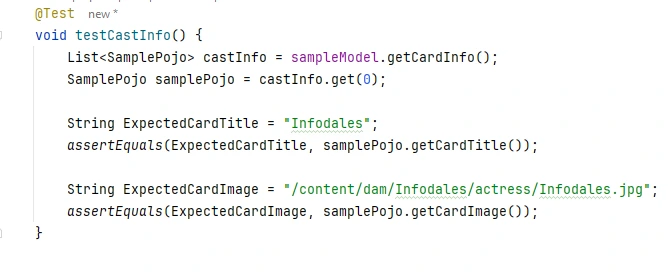 @Test new *
void testCastInfo() {
List<SamplePojo> castInfo = sampleModel.getCardInfo();
SamplePojo samplePojo = castInfo.get(0);
String ExpectedCardTitle = "Infodales";
assertEquals(ExpectedCardTitle, samplePojo.getCardTitle());
String ExpectedCardImage = "/content/dam/Infodales/actress/Infodales.jpg";
assertEquals(ExpectedCardImage, samplePojo.getCardImage());
}